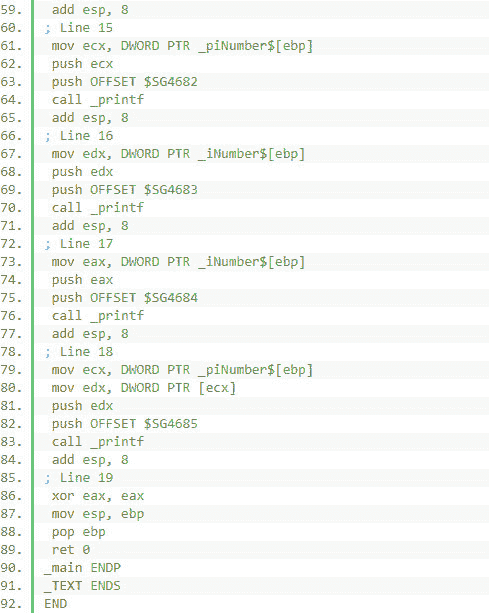 59. add esp, 8
60. ; Line 15
61. mov ecx, DWORD PTR _piNumber$[ebp]
62. push ecx
63. push OFFSET $SG4682
64. call _printf
65. add esp, 8
66. ; Line 16
67. mov edx, DWORD PTR _iNumber$[ebp]
68. push edx
69. push OFFSET $SG4683
70. call _printf
71. add esp, 8
72. ; Line 17
73. mov eax, DWORD PTR _iNumber$[ebp]
74. push eax
75. push OFFSET $SG4684
76. call _printf
77. add esp, 8
78. ; Line 18
79. mov ecx, DWORD PTR _piNumber$[ebp]
80. mov edx, DWORD PTR [ecx]
81. push edx
82. push OFFSET $SG4685
83. call _printf
84. add esp, 8
85. ; Line 19
86. xor eax, eax
87. mov esp, ebp
88. pop ebp
89. ret 0
90. _main ENDP
91. _TEXT ENDS
92. END